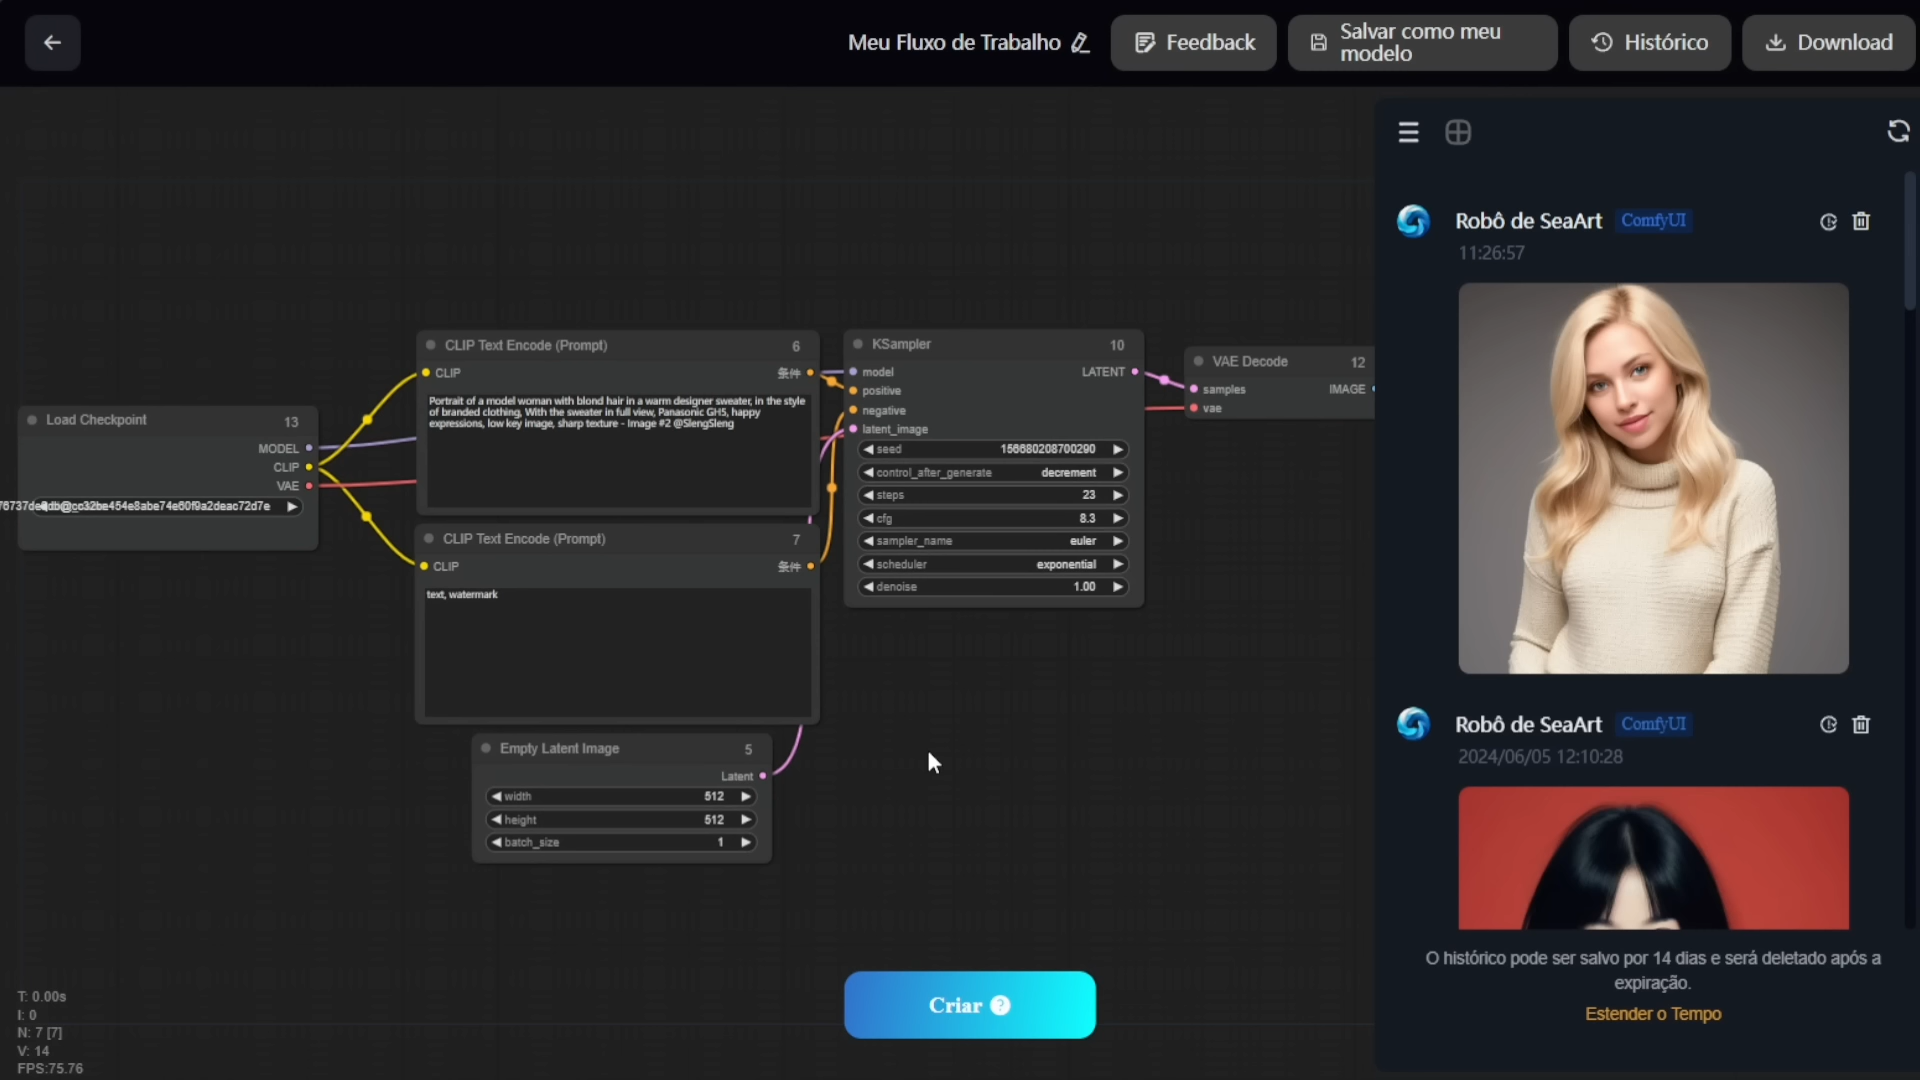 Meu Fluxo de Trabalho
Feedback
Salvar como meu
modelo
Histórico
Download
Load Checkpoint
13
MODEL
CLIP
VAE
CLIP Text Encode (Prompt)
6
CLIP
条件
Portrait of a model woman with blond hair in a warm designer sweater, in the style
of branded clothing, With the sweater in full view, Panasonic GH5, happy
expressions, low key image, sharp texture - Image #2 @SlengSleng
CLIP Text Encode (Prompt)
7
CLIP
条件
text, watermark
Empty Latent Image
5
Latent
width 512
height 512
batch_size 1
KSampler
10
model
LATENT
positive
negative
latent_image
seed 156680208700290
control_after_generate decrement
steps 23
cfg 8.3
sampler_name euler
scheduler exponential
denoise 1.00
VAE Decode
12
samples
IMAGE
vae
Criar ?
T: 0.00s
I: 0
N: 7 [7]
V: 14
FPS:75.76
Robô de SeaArt ComfyUI
11:26:57
Robô de SeaArt ComfyUI
2024/06/05 12:10:28
O histórico pode ser salvo por 14 dias e será deletado após a
expiração.
Estender o Tempo